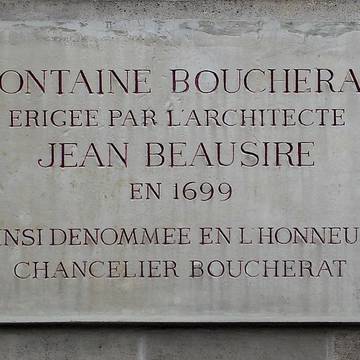 ONTAINE BOUCHERA
ERIGEE PAR L'ARCHITECTE
JEAN BEAUSIRE
EN 1699
INSI DENOMMEE EN L HONNEU
CHANCELIER BOUCHERAT